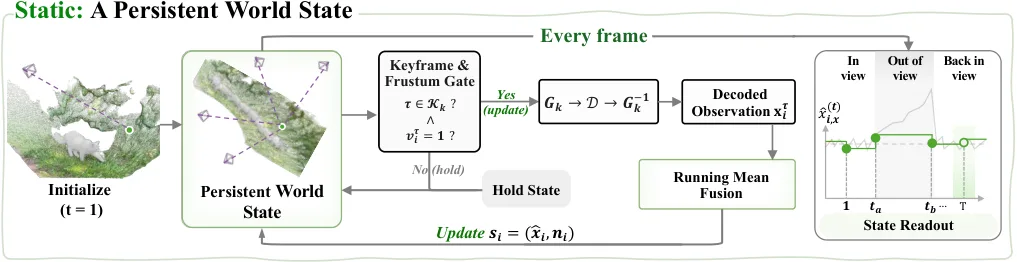 Static: A Persistent World State
Every frame
Initialize
(t = 1)
Persistent World
State
Keyframe &
Frustum Gate
τ ∈ 𝒦ₖ ?
∧
vᵢ^τ = 1 ?
Yes
(update)
No (hold)
Hold State
Gₖ → 𝒟 → Gₖ⁻¹
Decoded
Observation xᵢ^τ
Running Mean
Fusion
Update sᵢ = (x̂ᵢ, nᵢ)
In
view
Out of
view
Back in
view
x̂ᵢ,ₓ^(t)
1
tₐ
t_b
...
T
State Readout